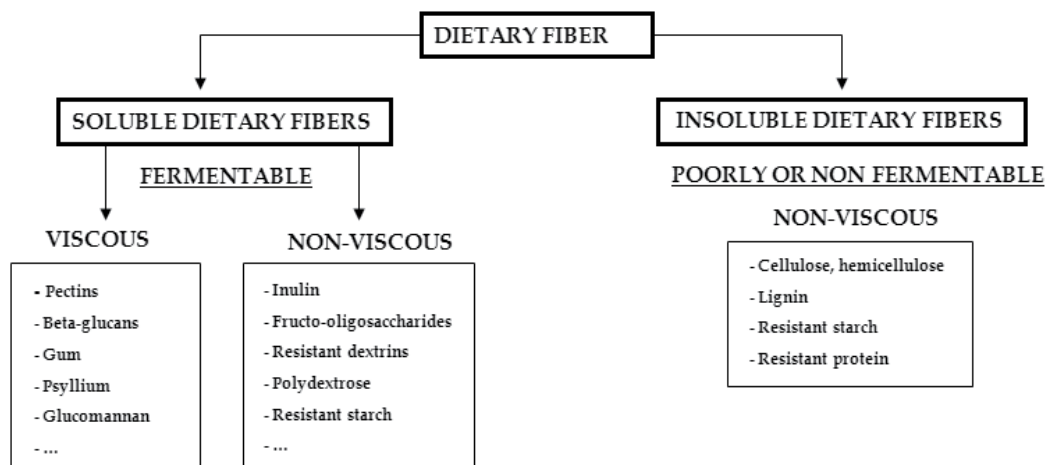 DIETARY FIBER
SOLUBLE DIETARY FIBERS
INSOLUBLE DIETARY FIBERS
FERMENTABLE
POORLY OR NON FERMENTABLE
VISCOUS
- Pectins
- Beta-glucans
- Gum
- Psyllium
- Glucomannan
- ...
NON-VISCOUS
- Inulin
- Fructo-oligosaccharides
- Resistant dextrins
- Polydextrose
- Resistant starch
- ...
NON-VISCOUS
- Cellulose, hemicellulose
- Lignin
- Resistant starch
- Resistant protein